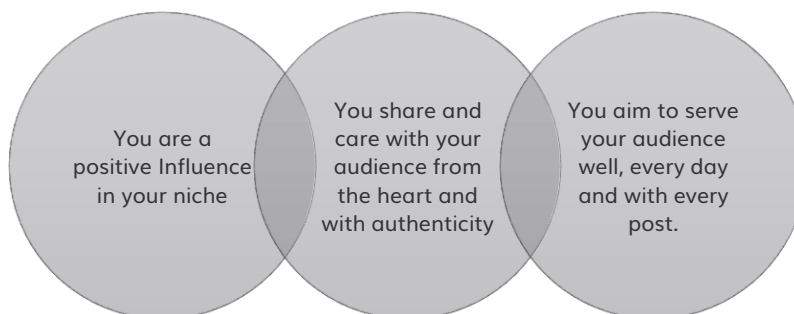 You are a
positive Influence
in your niche
You share and
care with your
audience from
the heart and
with authenticity
You aim to serve
your audience
well, every day
and with every
post.